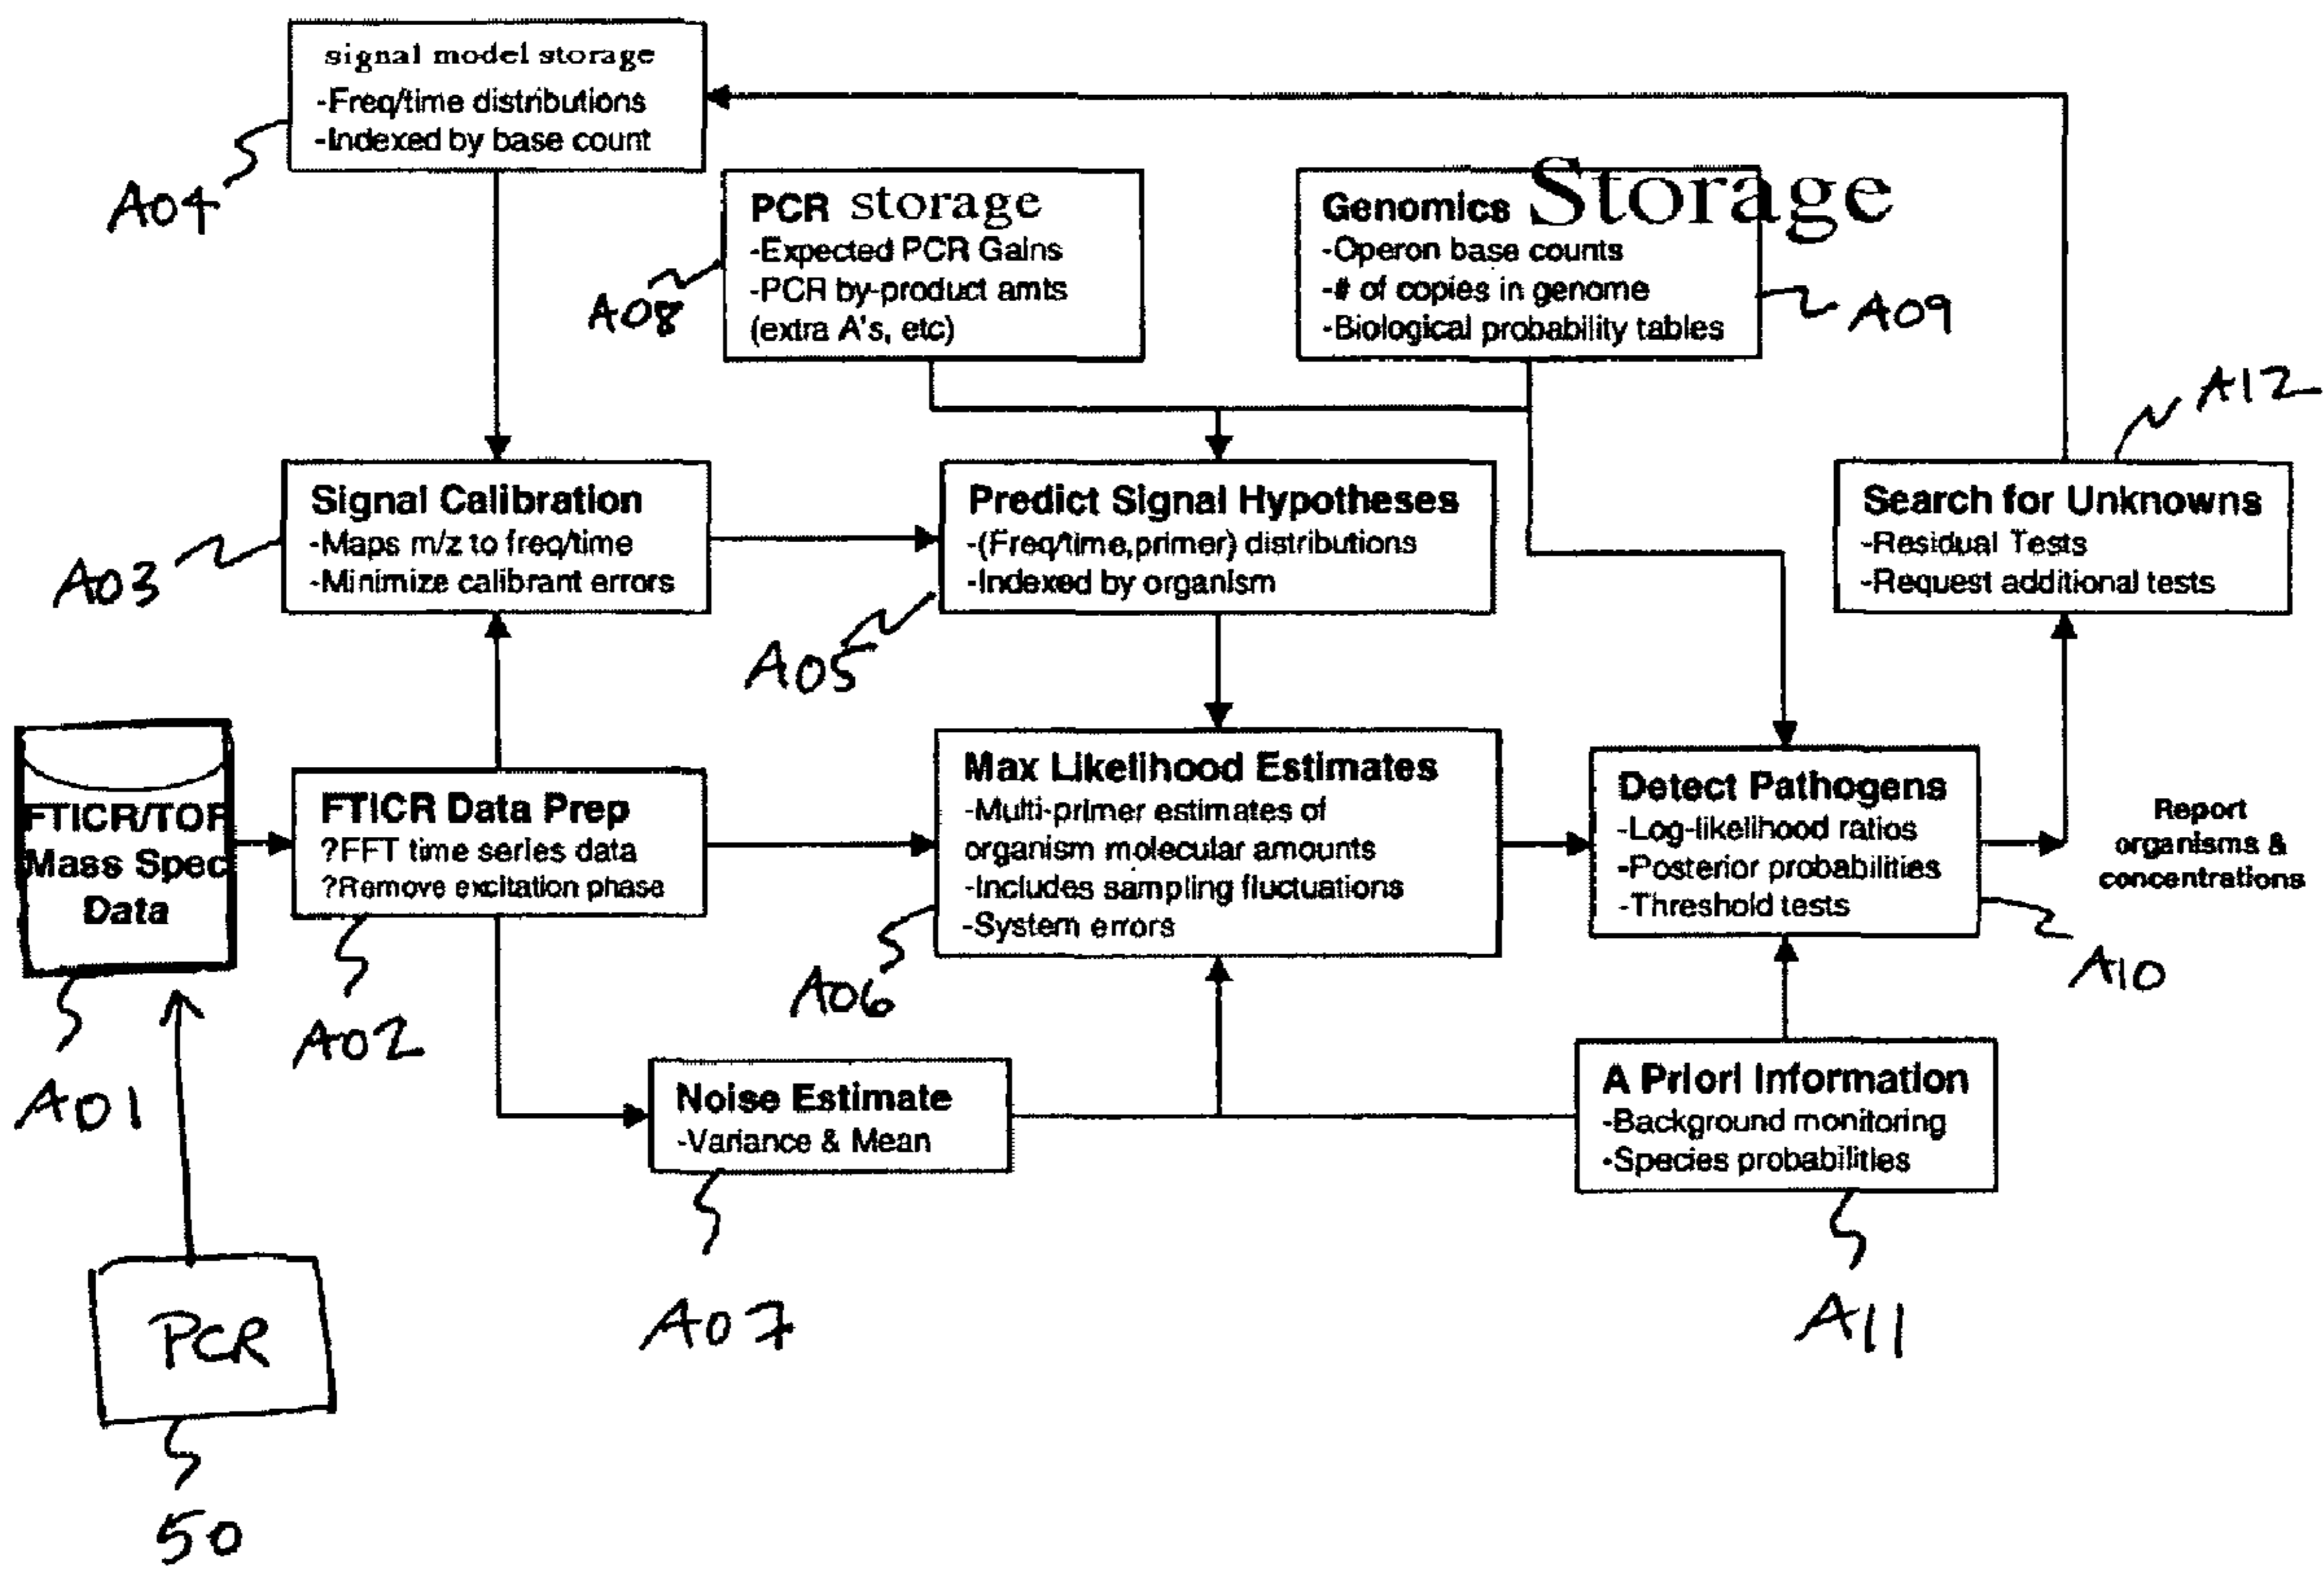 signal model storage
-Freq/time distributions
-Indexed by base count
A04
PCR storage
-Expected PCR Gains
-PCR by-product amts
(extra A's, etc)
A08
Genomics Storage
-Operon base counts
-# of copies in genome
-Biological probability tables
A09
A12
Signal Calibration
-Maps m/z to freq/time
-Minimize calibrant errors
A03
Predict Signal Hypotheses
-(Freq/time,primer) distributions
-Indexed by organism
A05
Search for Unknowns
-Residual Tests
-Request additional tests
FTICR/TOF
Mass Spec
Data
A01
FTICR Data Prep
?FFT time series data
?Remove excitation phase
A02
Max Likelihood Estimates
-Multi-primer estimates of
organism molecular amounts
-Includes sampling fluctuations
-System errors
A06
Detect Pathogens
-Log-likelihood ratios
-Posterior probabilities
-Threshold tests
A10
Report
organisms &
concentrations
Noise Estimate
-Variance & Mean
A07
A Priori Information
-Background monitoring
-Species probabilities
A11
PCR
50